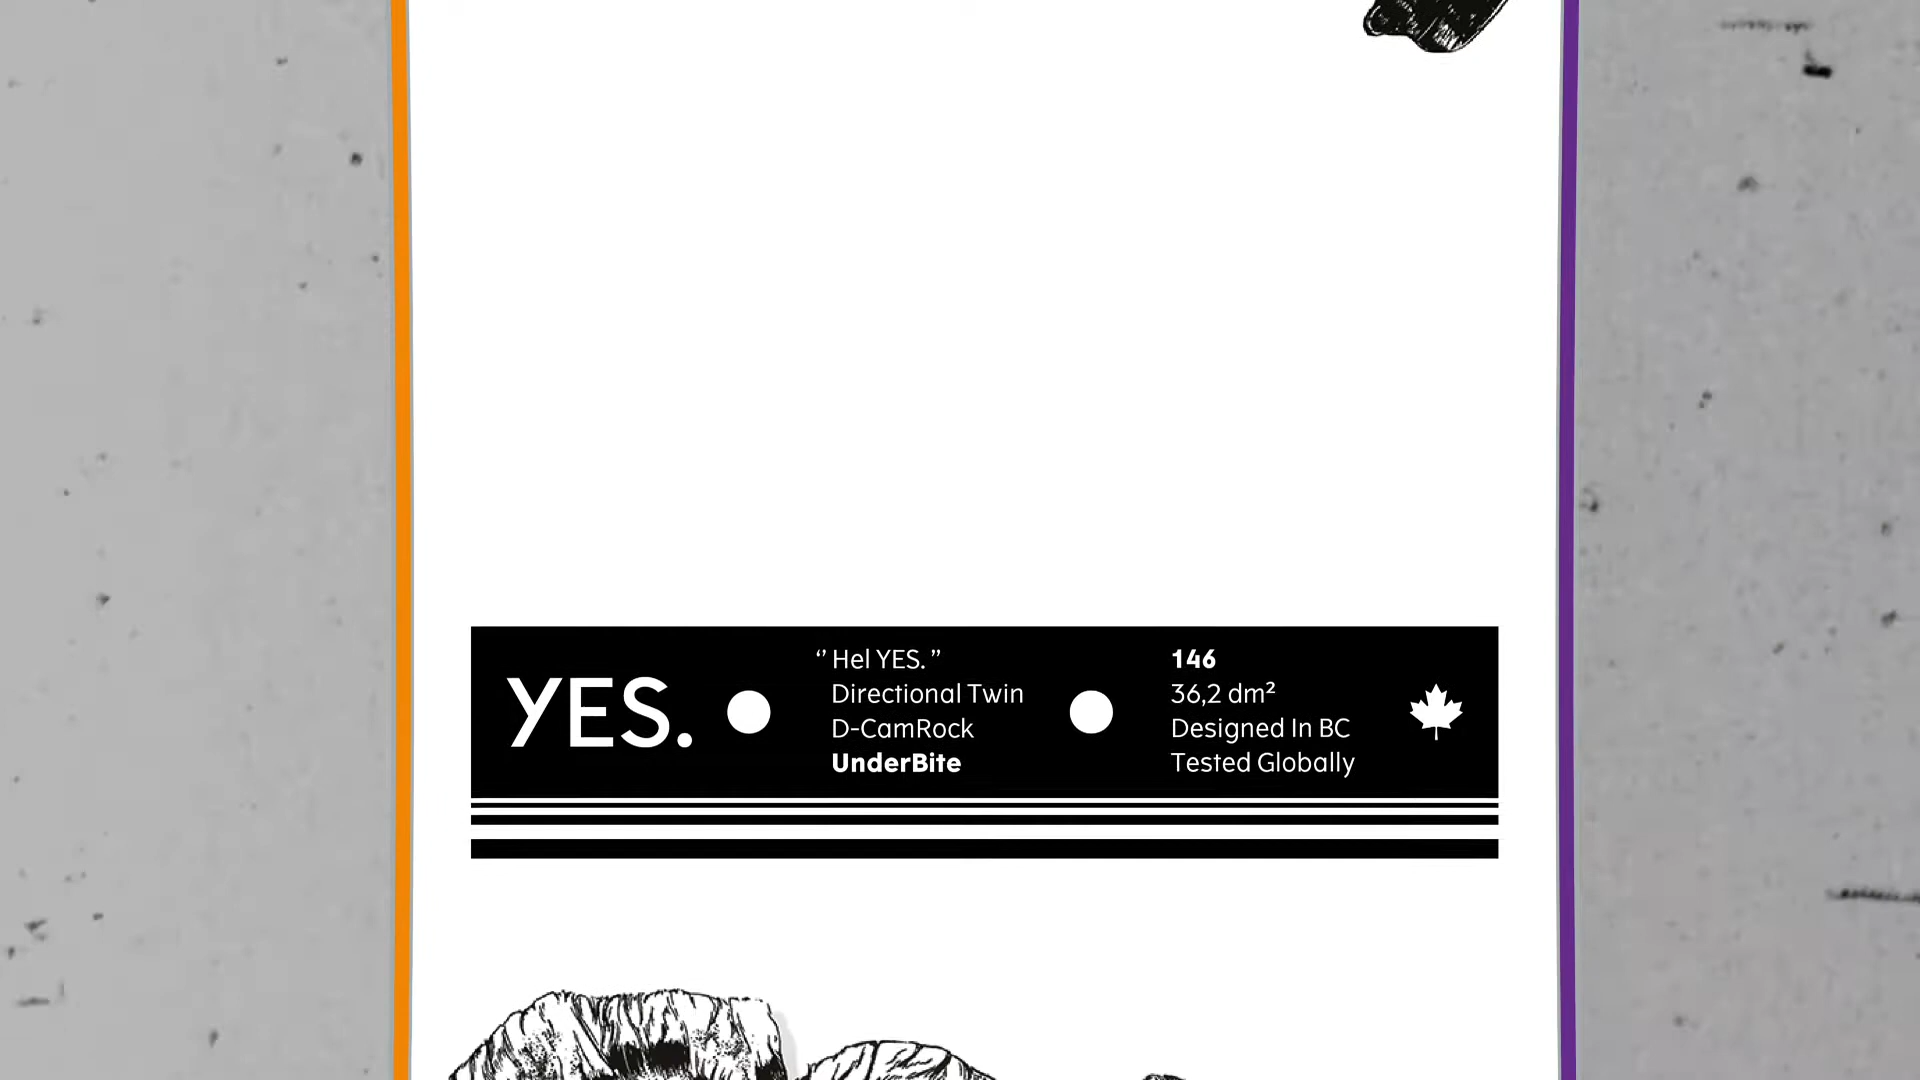 YES.
‘’ Hel YES. ”
Directional Twin
D-CamRock
UnderBite
146
36,2 dm²
Designed In BC
Tested Globally